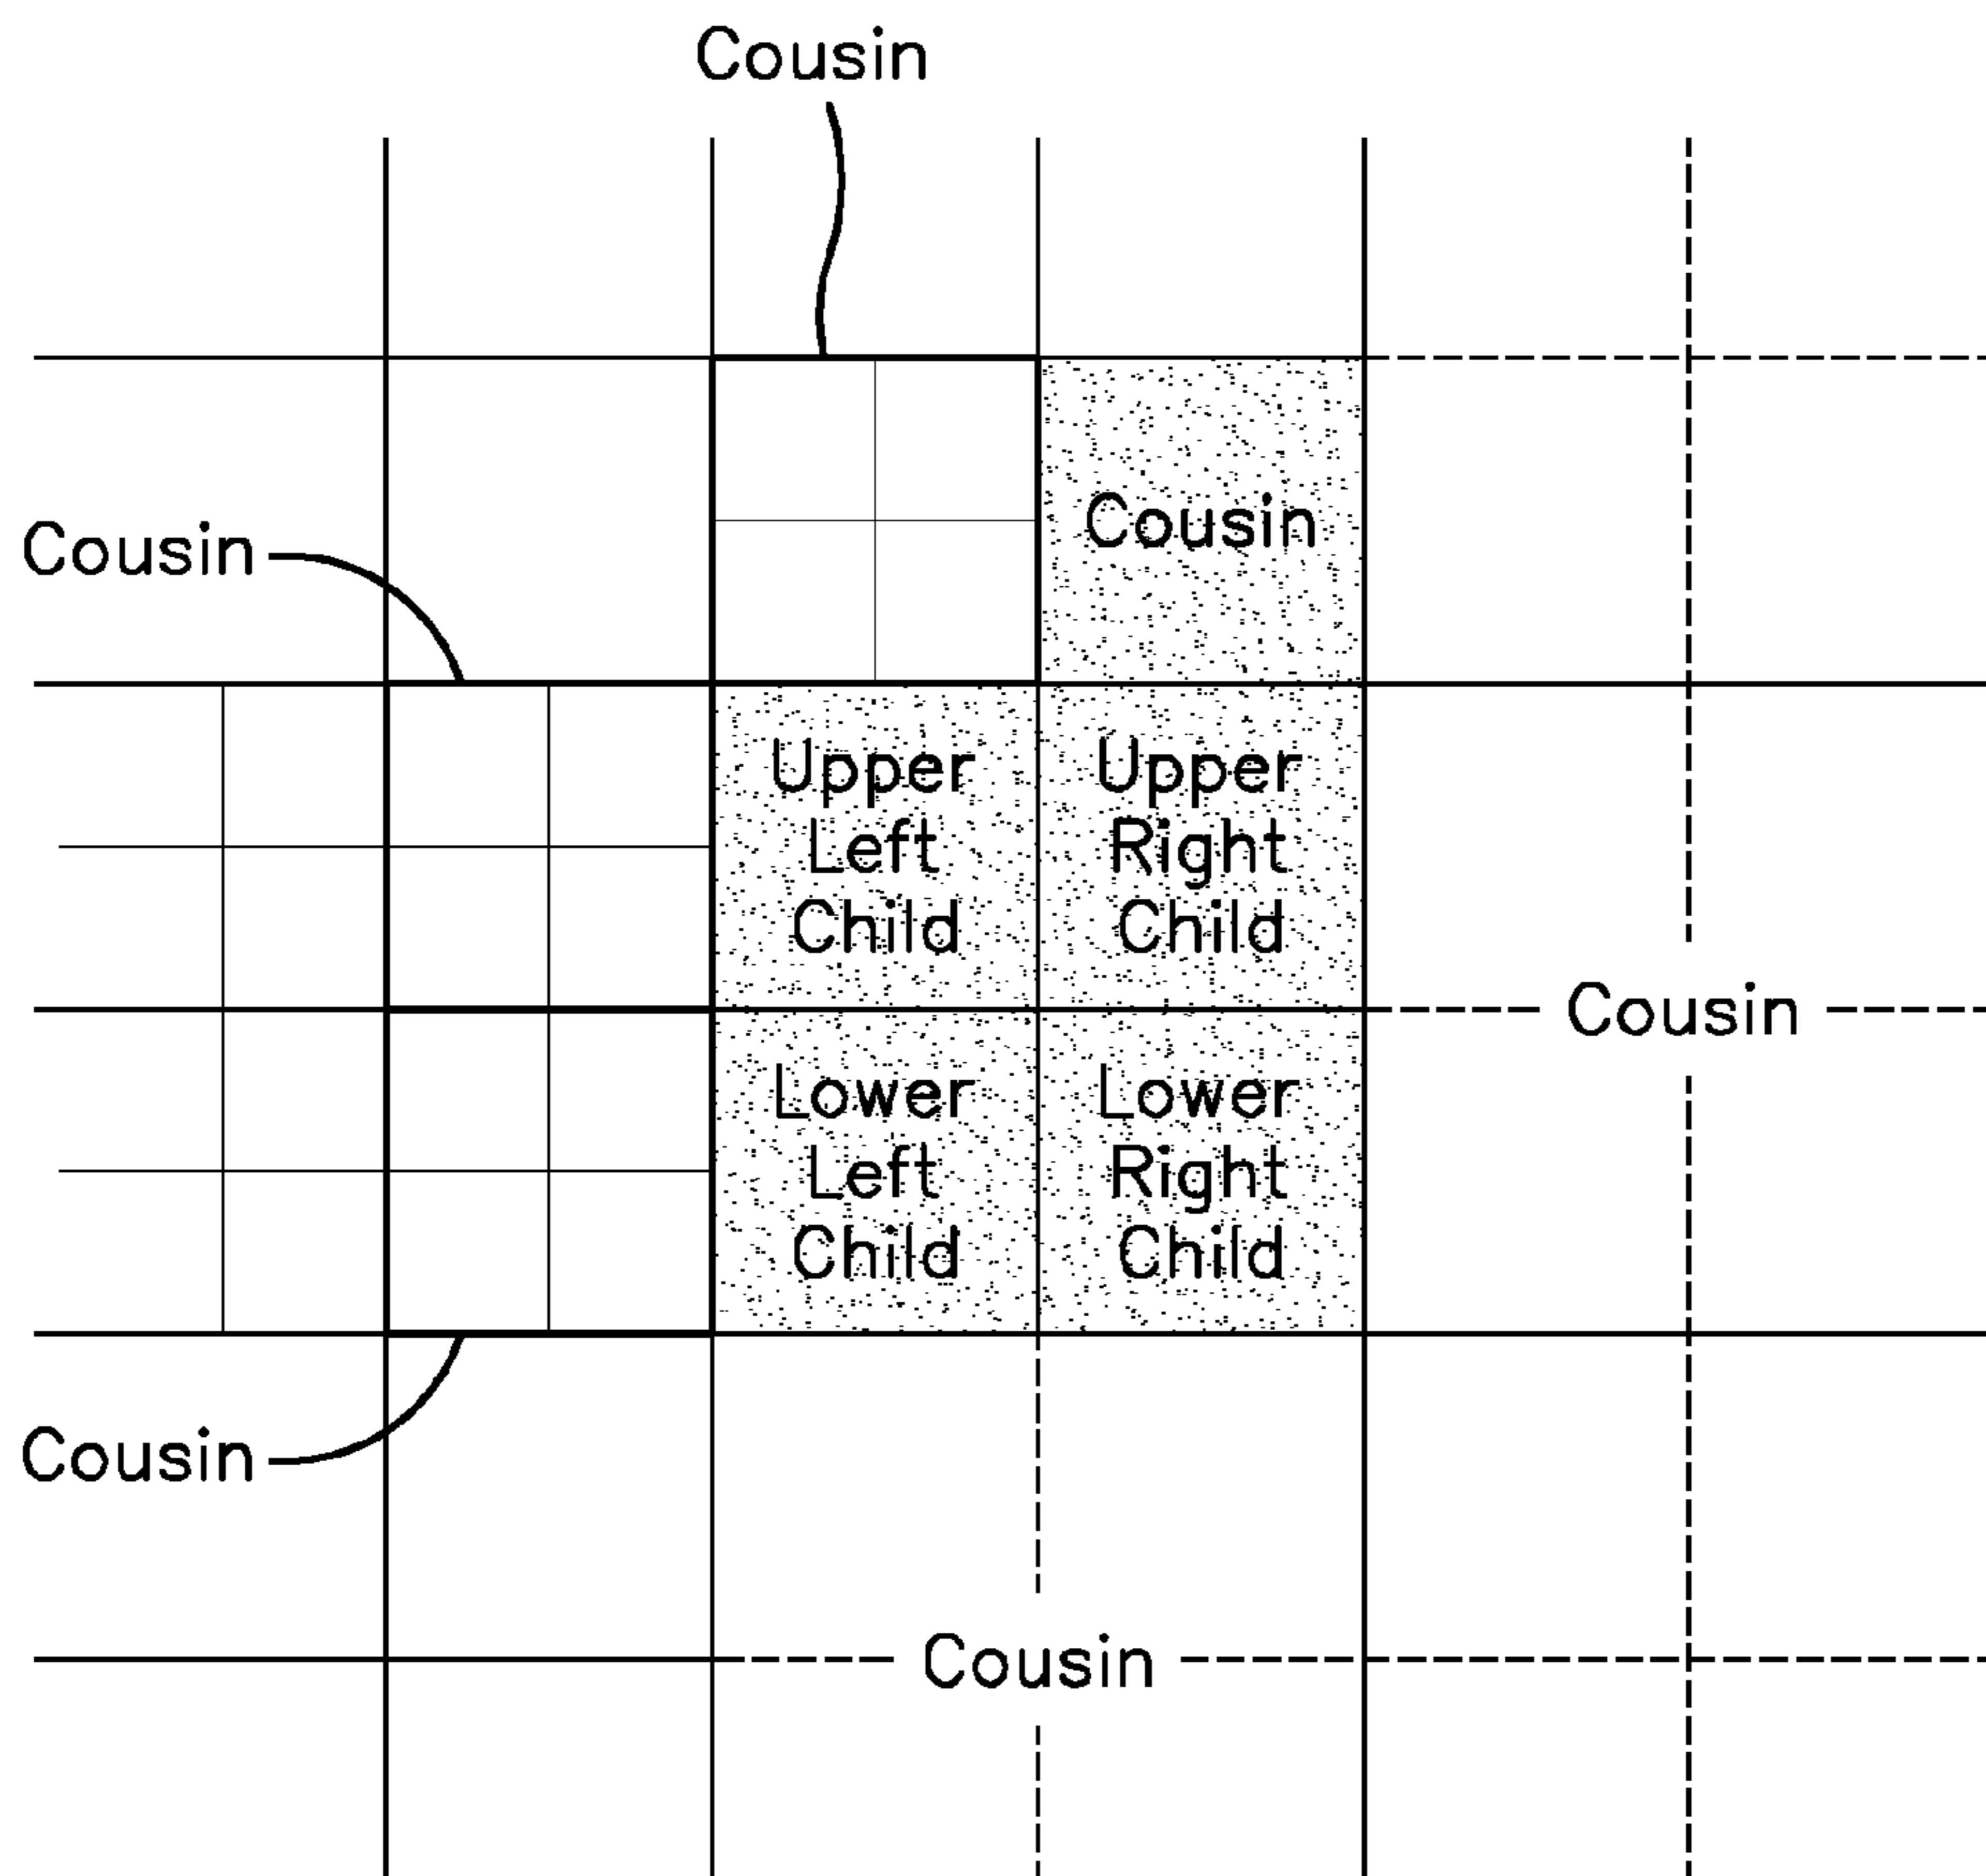 Cousin
Cousin
Cousin
Upper
Left
Child
Upper
Right
Child
Cousin
Lower
Left
Child
Lower
Right
Child
Cousin
Cousin